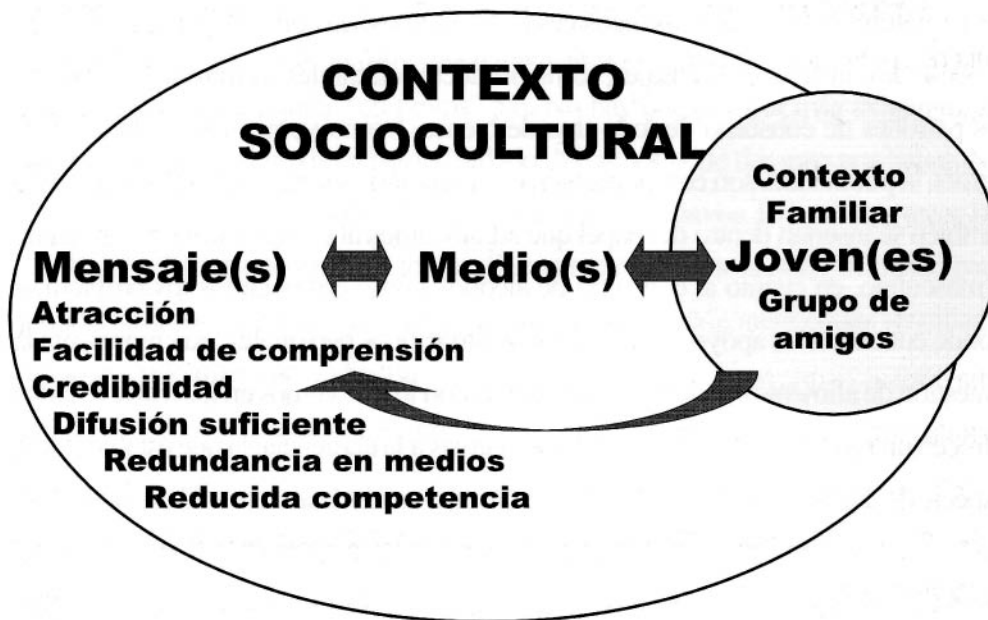 CONTEXTO
SOCIOCULTURAL
Contexto
Familiar
Mensaje(s)
Medio(s)
Joven(es)
Atracción
Facilidad de comprensión
Credibilidad
Difusión suficiente
Redundancia en medios
Reducida competencia
Grupo de
amigos